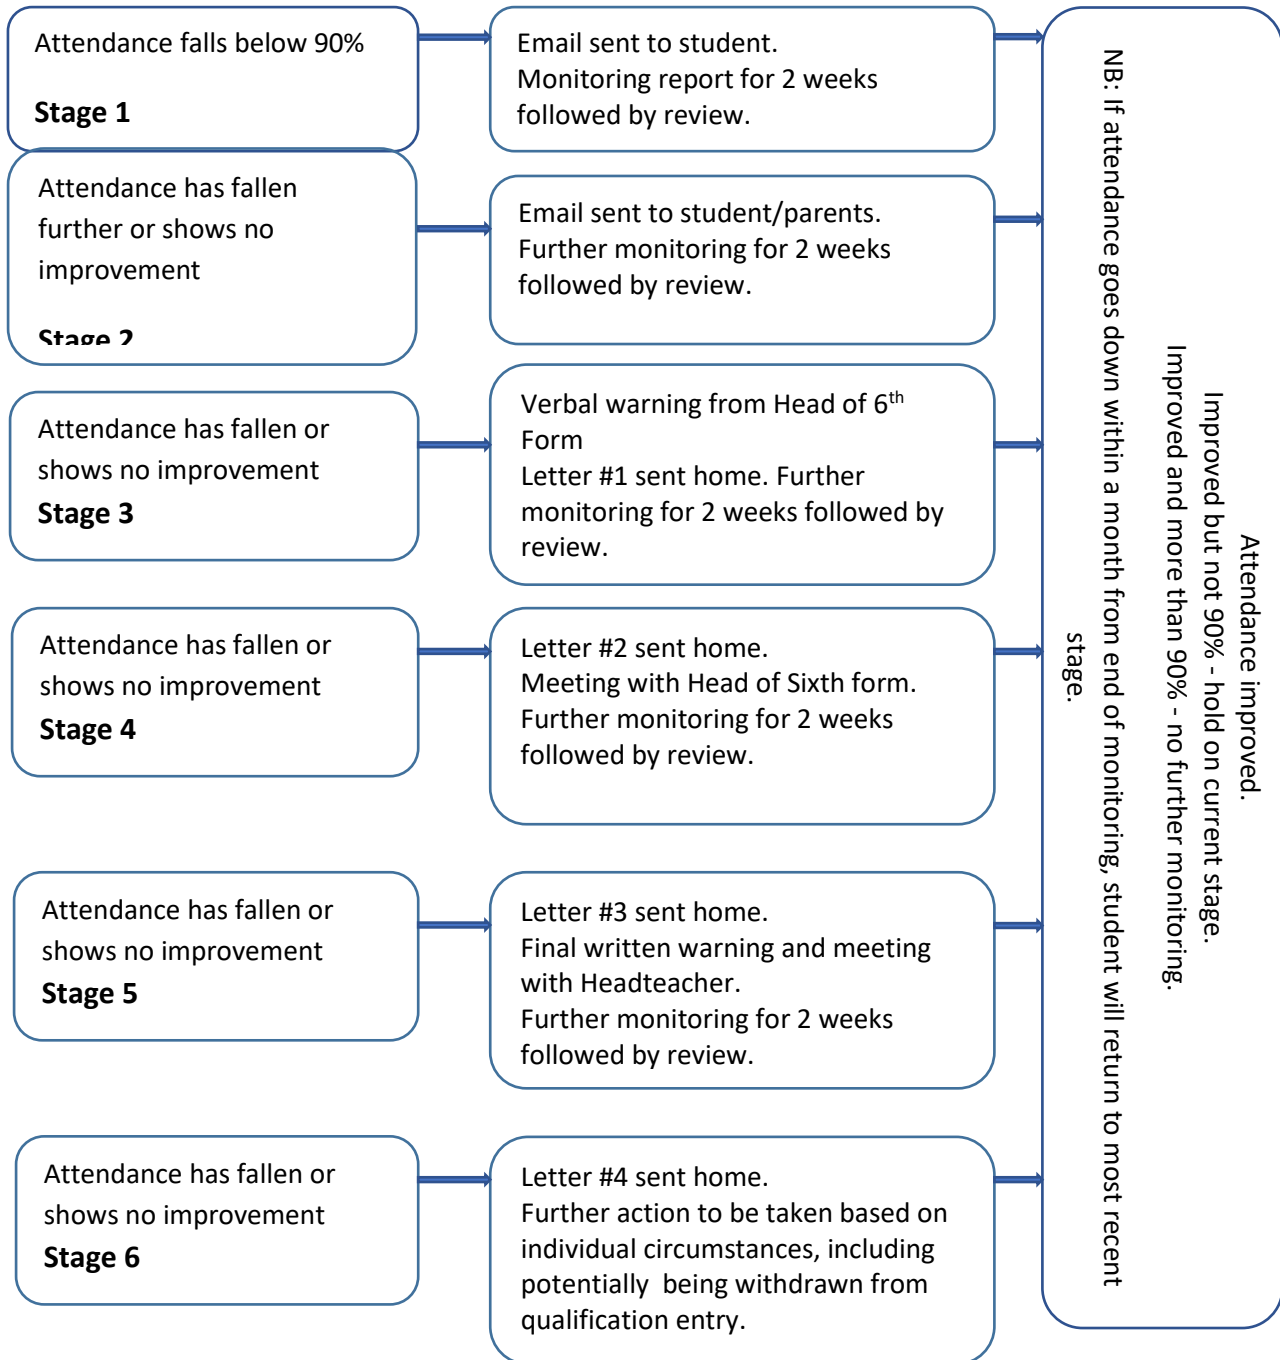 Attendance falls below 90%
Stage 1
Email sent to student.
Monitoring report for 2 weeks
followed by review.
Attendance has fallen
further or shows no
improvement
Stage 2
Email sent to student/parents.
Further monitoring for 2 weeks
followed by review.
Attendance has fallen or
shows no improvement
Stage 3
Verbal warning from Head of 6th
Form
Letter #1 sent home. Further
monitoring for 2 weeks followed by
review.
Attendance has fallen or
shows no improvement
Stage 4
Letter #2 sent home.
Meeting with Head of Sixth form.
Further monitoring for 2 weeks
followed by review.
Attendance has fallen or
shows no improvement
Stage 5
Letter #3 sent home.
Final written warning and meeting
with Headteacher.
Further monitoring for 2 weeks
followed by review.
Attendance has fallen or
shows no improvement
Stage 6
Letter #4 sent home.
Further action to be taken based on
individual circumstances, including
potentially being withdrawn from
qualification entry.
Attendance improved.
Improved but not 90% - hold on current stage.
Improved and more than 90% - no further monitoring.
NB: If attendance goes down within a month from end of monitoring, student will return to most recent
stage.